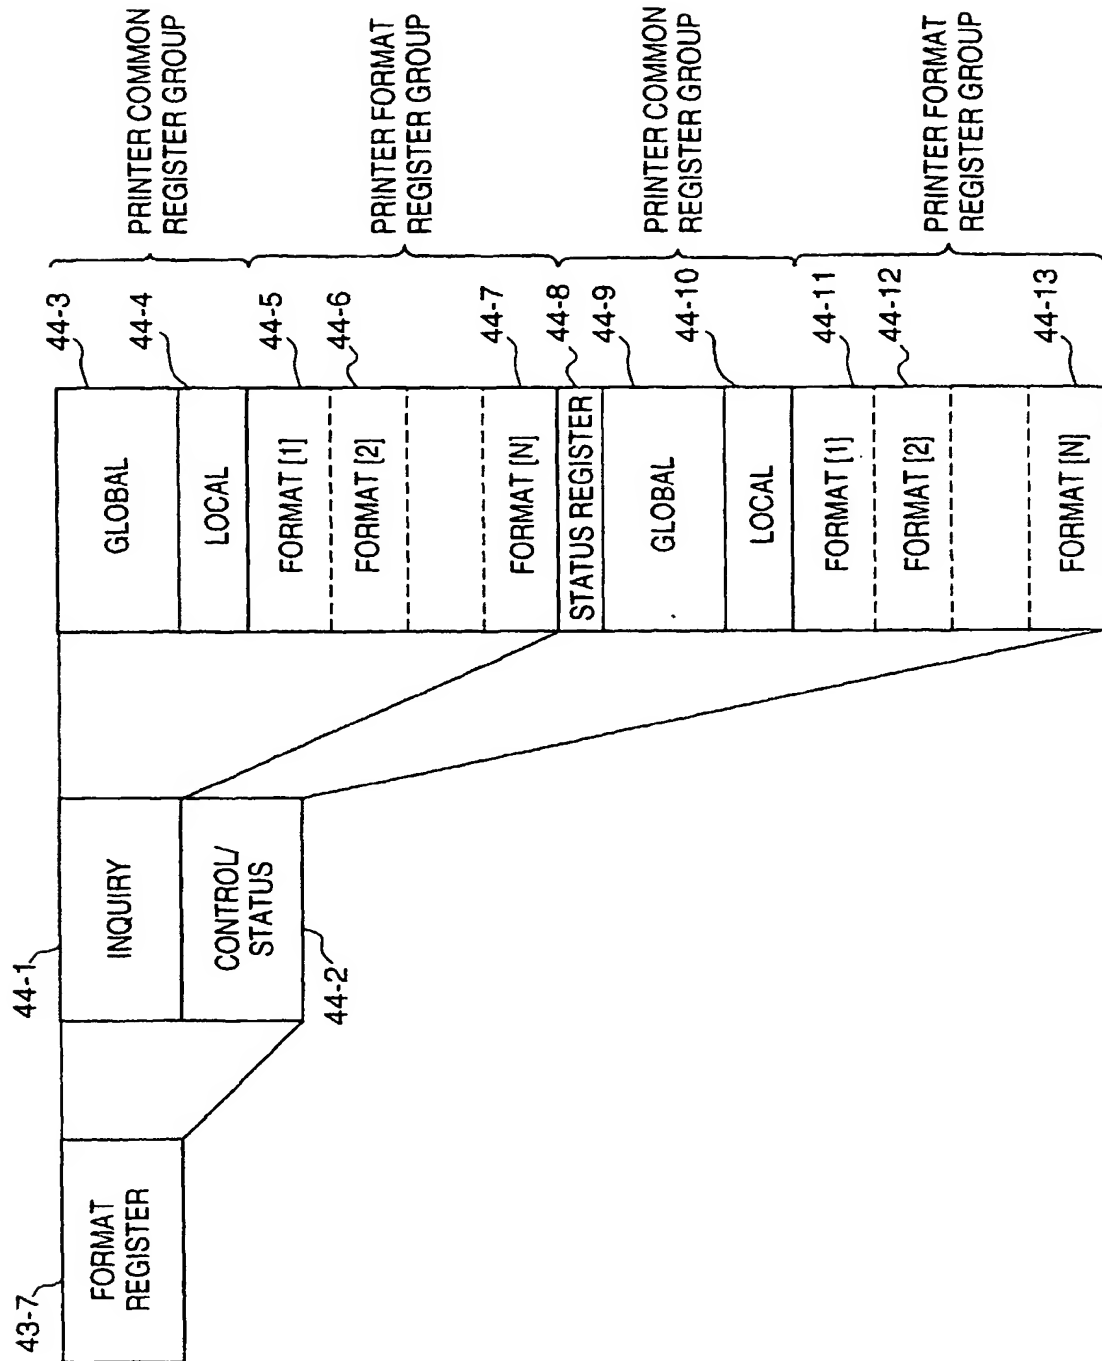 43-7
FORMAT
REGISTER
44-1
INQUIRY
CONTROL/
STATUS
44-2
GLOBAL
44-3
LOCAL
44-4
PRINTER COMMON
REGISTER GROUP
FORMAT [1]
44-5
FORMAT [2]
44-6
FORMAT [N]
44-7
PRINTER FORMAT
REGISTER GROUP
STATUS REGISTER
44-8
GLOBAL
44-9
LOCAL
44-10
PRINTER COMMON
REGISTER GROUP
FORMAT [1]
44-11
FORMAT [2]
44-12
FORMAT [N]
44-13
PRINTER FORMAT
REGISTER GROUP